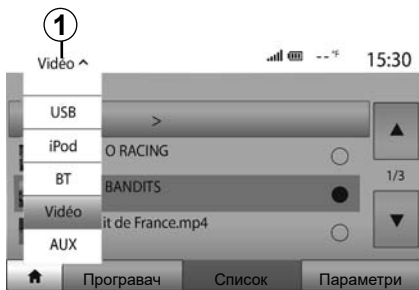 1
Vidéo
--°F 15:30
USB
>
iPod
O RACING
BT
BANDITS
1/3
Vidéo
it de France.mp4
AUX
Програвач Список Параметри